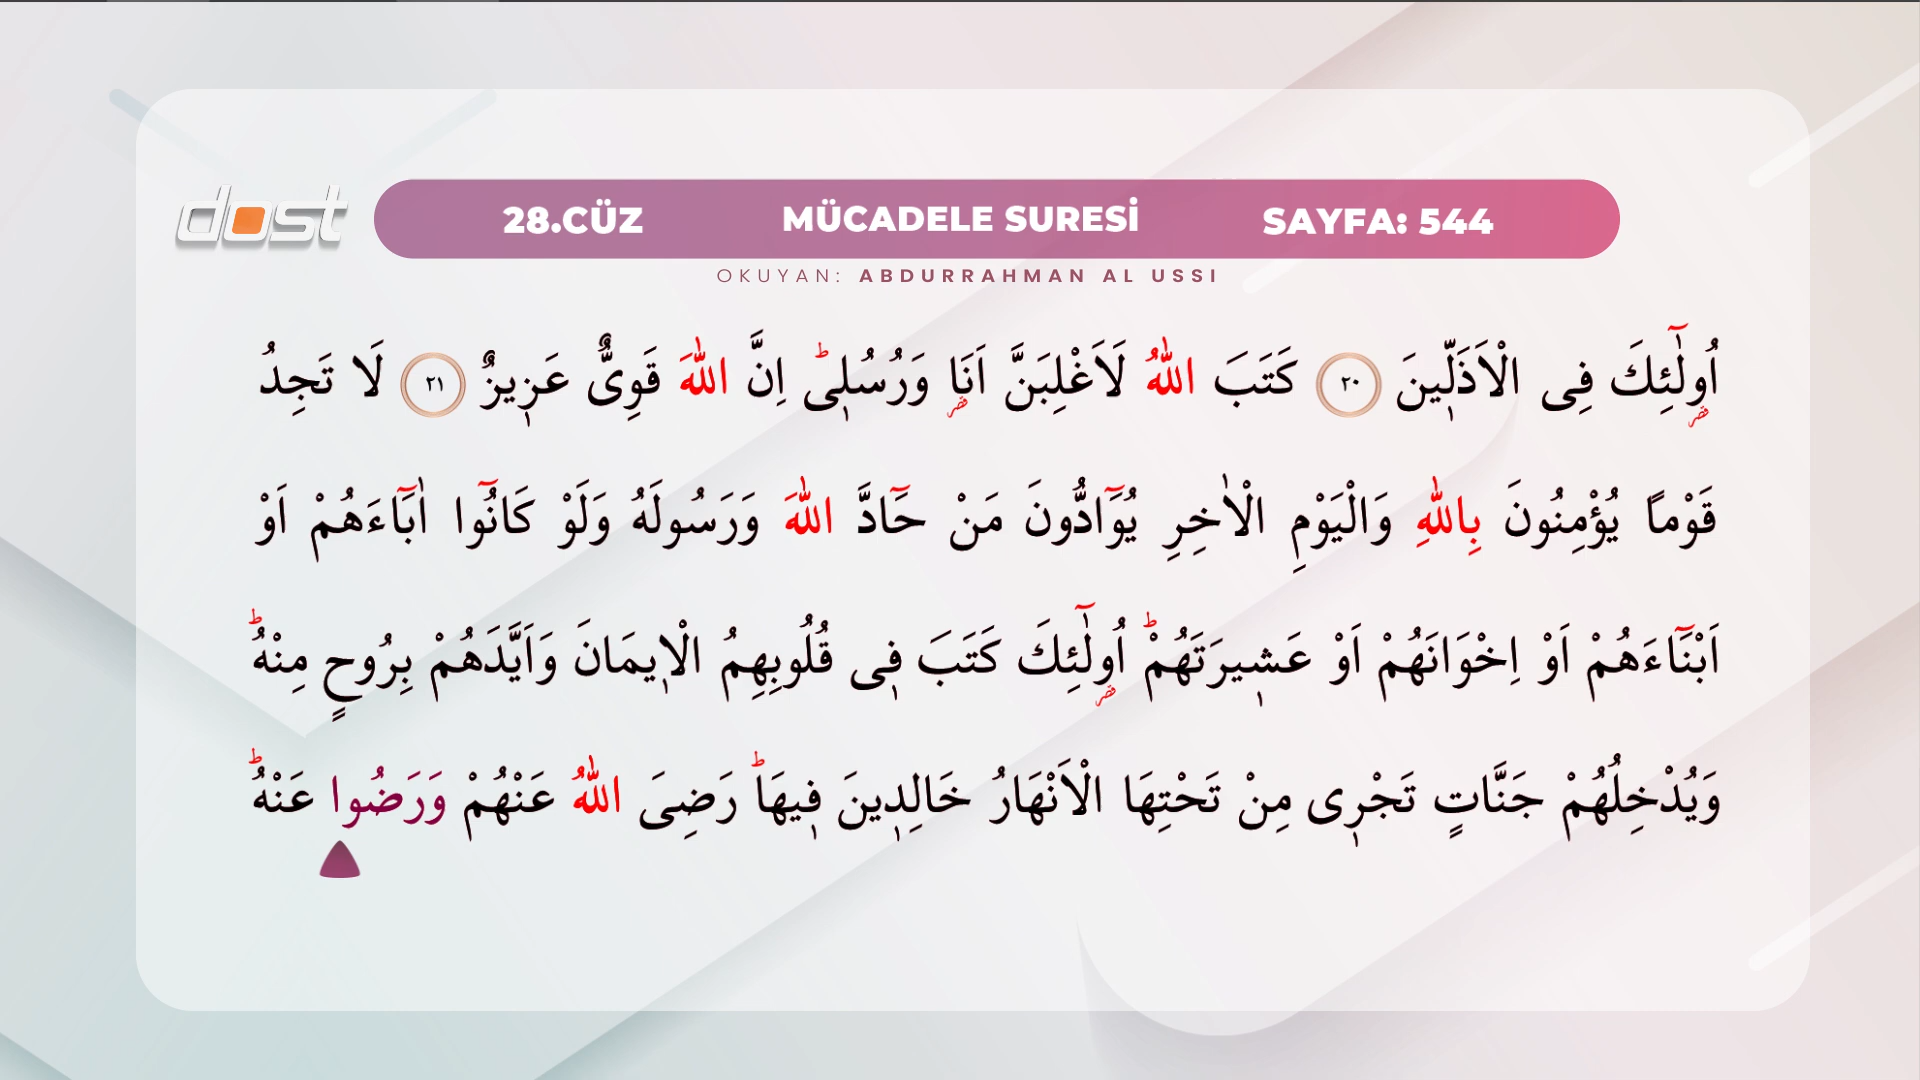 dost
28.CÜZ MÜCADELE SURESİ SAYFA: 544
OKUYAN: ABDURRAHMAN AL USSI
اُو۬لٰٓئِكَ فِى الْاَذَلّ۪ينَ ٢٠ كَتَبَ اللّٰهُ لَاَغْلِبَنَّ اَنَا۬ وَرُسُل۪ىۜ اِنَّ اللّٰهَ قَوِىٌّ عَز۪يزٌ ٢١ لَا تَجِدُ
قَوْمًا يُؤْمِنُونَ بِاللّٰهِ وَالْيَوْمِ الْاٰخِرِ يُوَٓادُّونَ مَنْ حَٓادَّ اللّٰهَ وَرَسُولَهُ وَلَوْ كَانُٓوا اٰبَٓاءَهُمْ اَوْ
اَبْنَٓاءَهُمْ اَوْ اِخْوَانَهُمْ اَوْ عَش۪يرَتَهُمْۜ اُو۬لٰٓئِكَ كَتَبَ ف۪ى قُلُوبِهِمُ الْا۪يمَانَ وَاَيَّدَهُمْ بِرُوحٍ مِنْهُۜ
وَيُدْخِلُهُمْ جَنَّاتٍ تَجْر۪ى مِنْ تَحْتِهَا الْاَنْهَارُ خَالِد۪ينَ ف۪يهَاۜ رَضِىَ اللّٰهُ عَنْهُمْ وَرَضُوا عَنْهُۜ